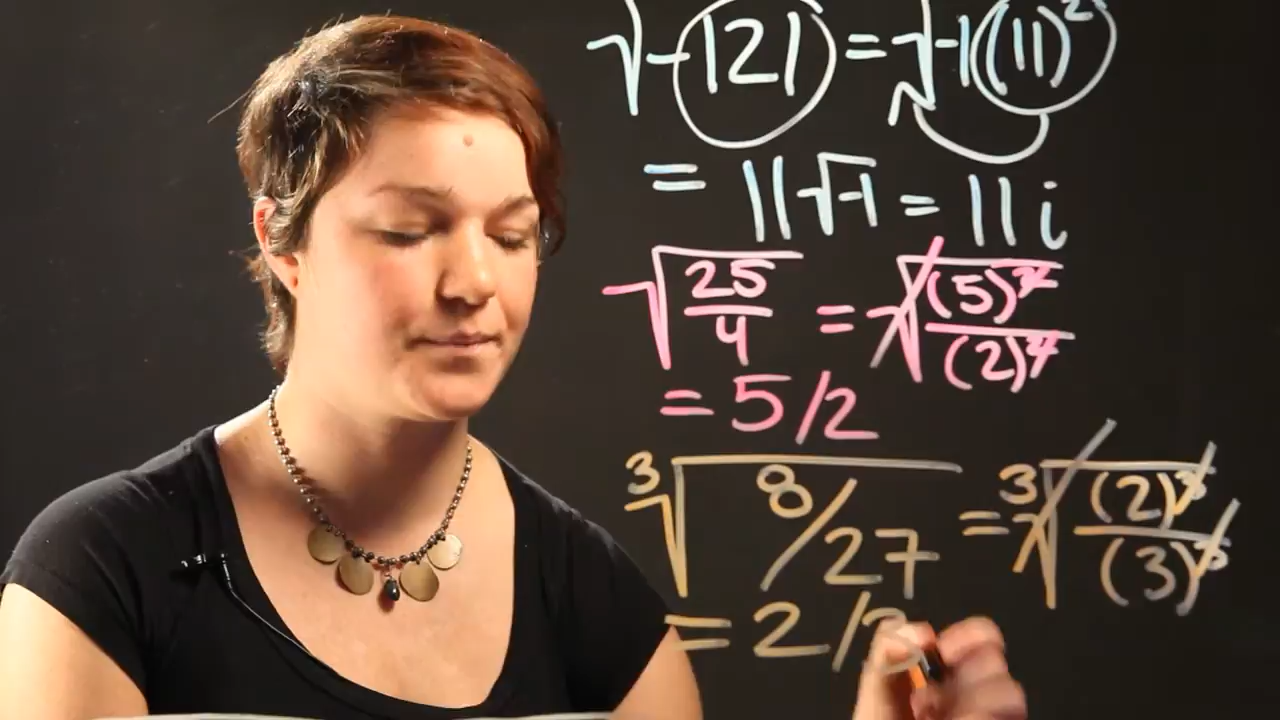 √-121 = √-1(11)²
= 11√-1 = 11i
√25/4 = √(5)²/(2)²
= 5/2
³√8/27 = ³√(2)³/(3)³
= 2/3